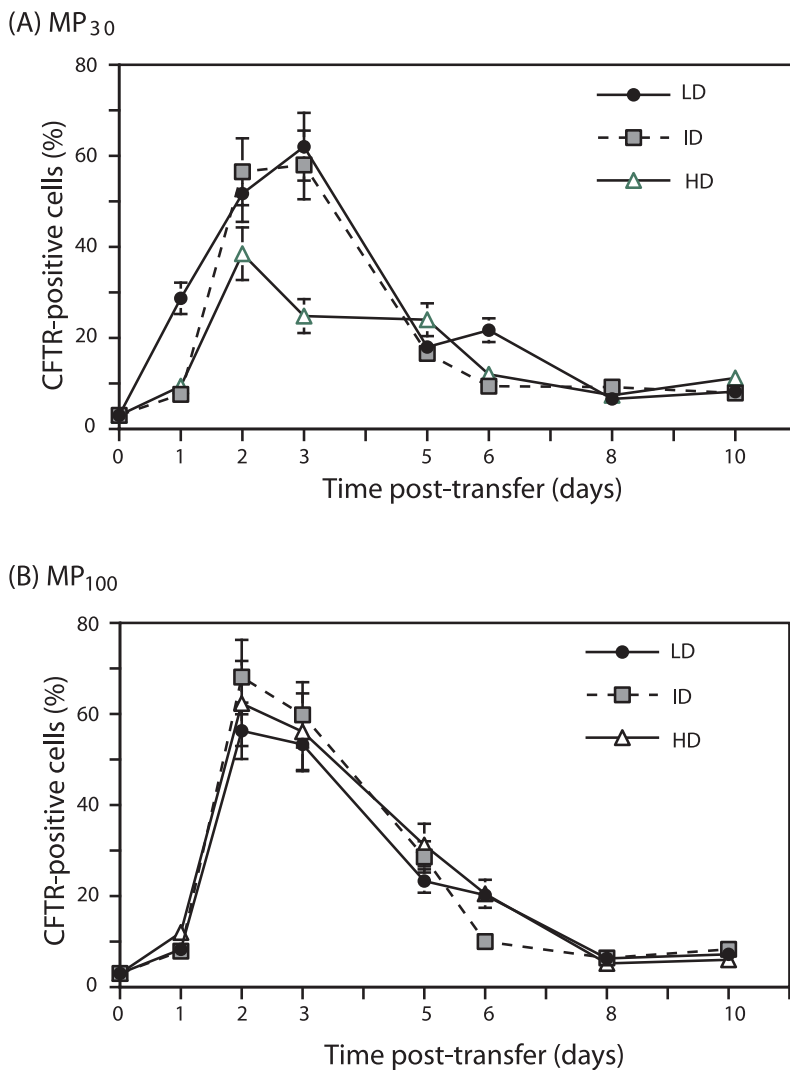 (A) MP30
CFTR-positive cells (%)
80
60
40
20
0
LD
ID
HD
0 1 2 3 5 6 8 10
Time post-transfer (days)
(B) MP100
CFTR-positive cells (%)
80
60
40
20
0
LD
ID
HD
0 1 2 3 5 6 8 10
Time post-transfer (days)